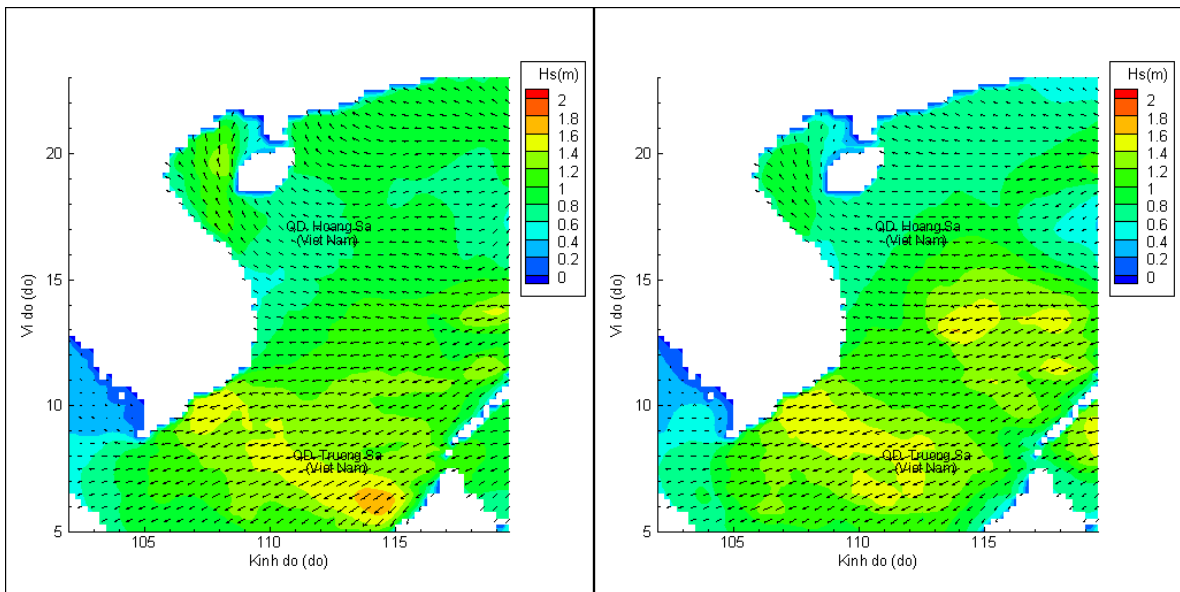 Hs(m)
2
1.8
1.6
1.4
1.2
1
0.8
0.6
0.4
0.2
0
20
15
10
5
Vi do (do)
QD. Hoang Sa
(Viet Nam)
QD. Truong Sa
(Viet Nam)
105
110
115
Kinh do (do)
Hs(m)
2
1.8
1.6
1.4
1.2
1
0.8
0.6
0.4
0.2
0
20
15
10
5
Vi do (do)
QD. Hoang Sa
(Viet Nam)
QD. Truong Sa
(Viet Nam)
105
110
115
Kinh do (do)